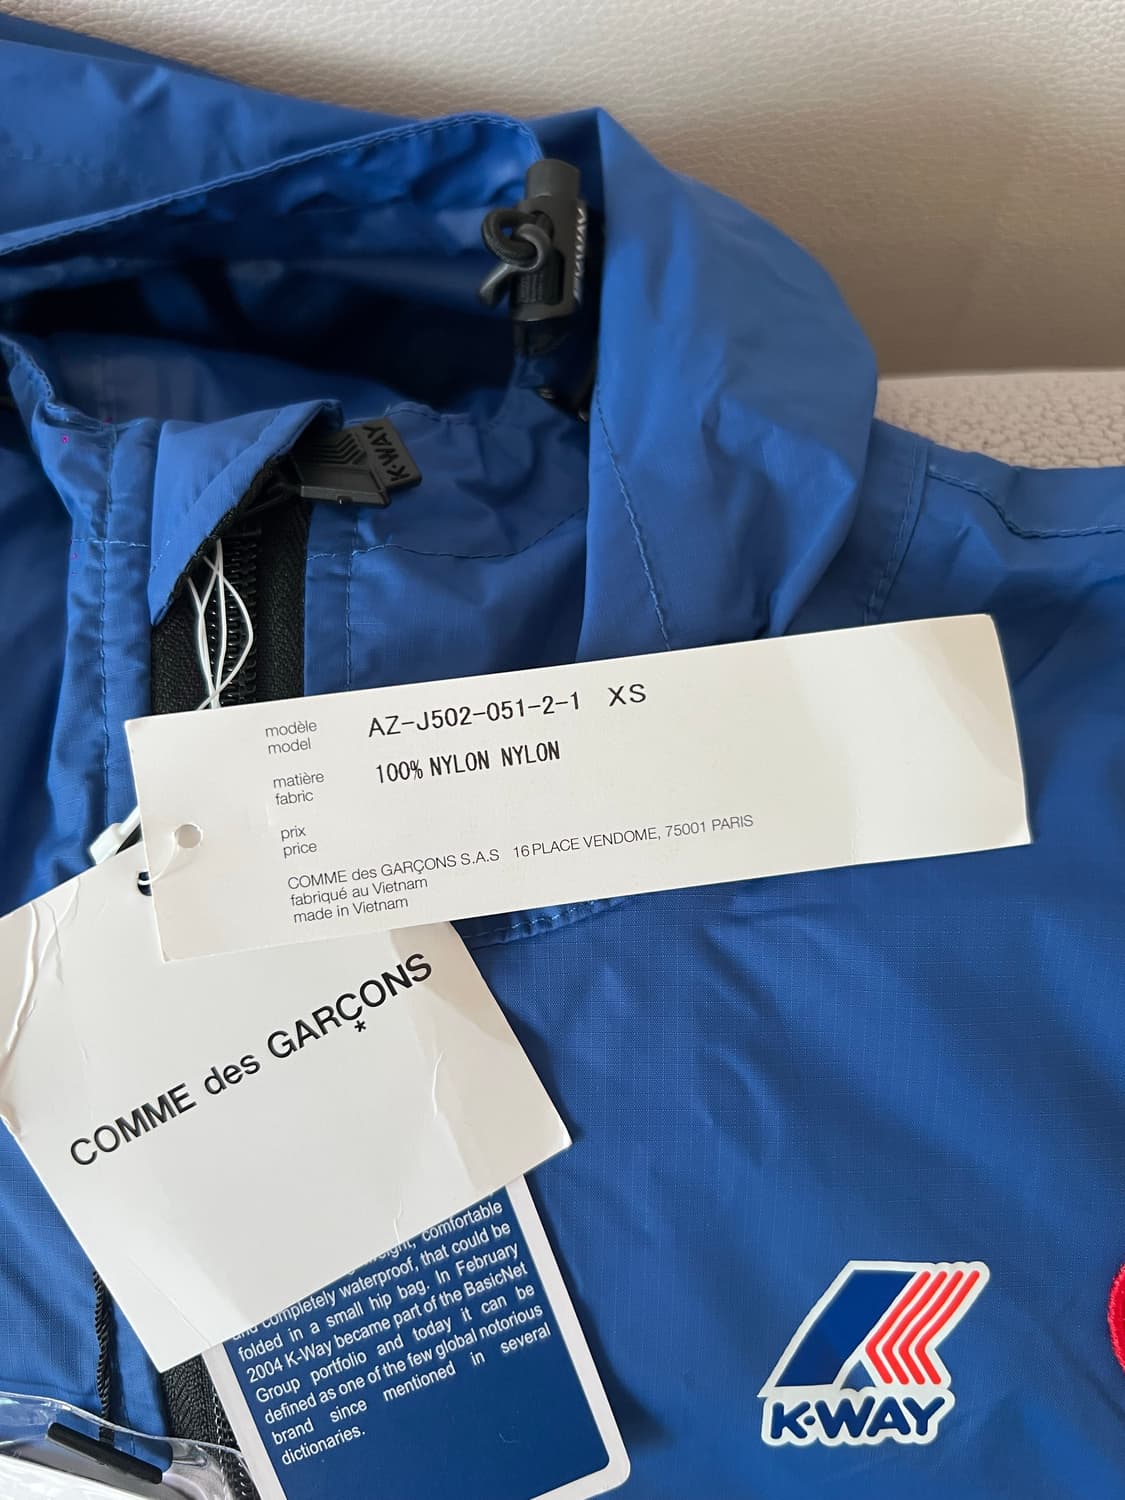 K-WAY
modèle
model
AZ-J502-051-2-1 XS
matière
fabric
100% NYLON NYLON
prix
price
COMME des GARÇONS S.A.S 16 PLACE VENDOME, 75001 PARIS
fabriqué au Vietnam
made in Vietnam
COMME des GARÇONS
*
comfortable
completely waterproof, that could be
folded in a small hip bag. In February
2004 K-Way became part of the BasicNet
Group portfolio and today it can be
defined as one of the few global notorious
brand since mentioned in several
dictionaries.
K-WAY